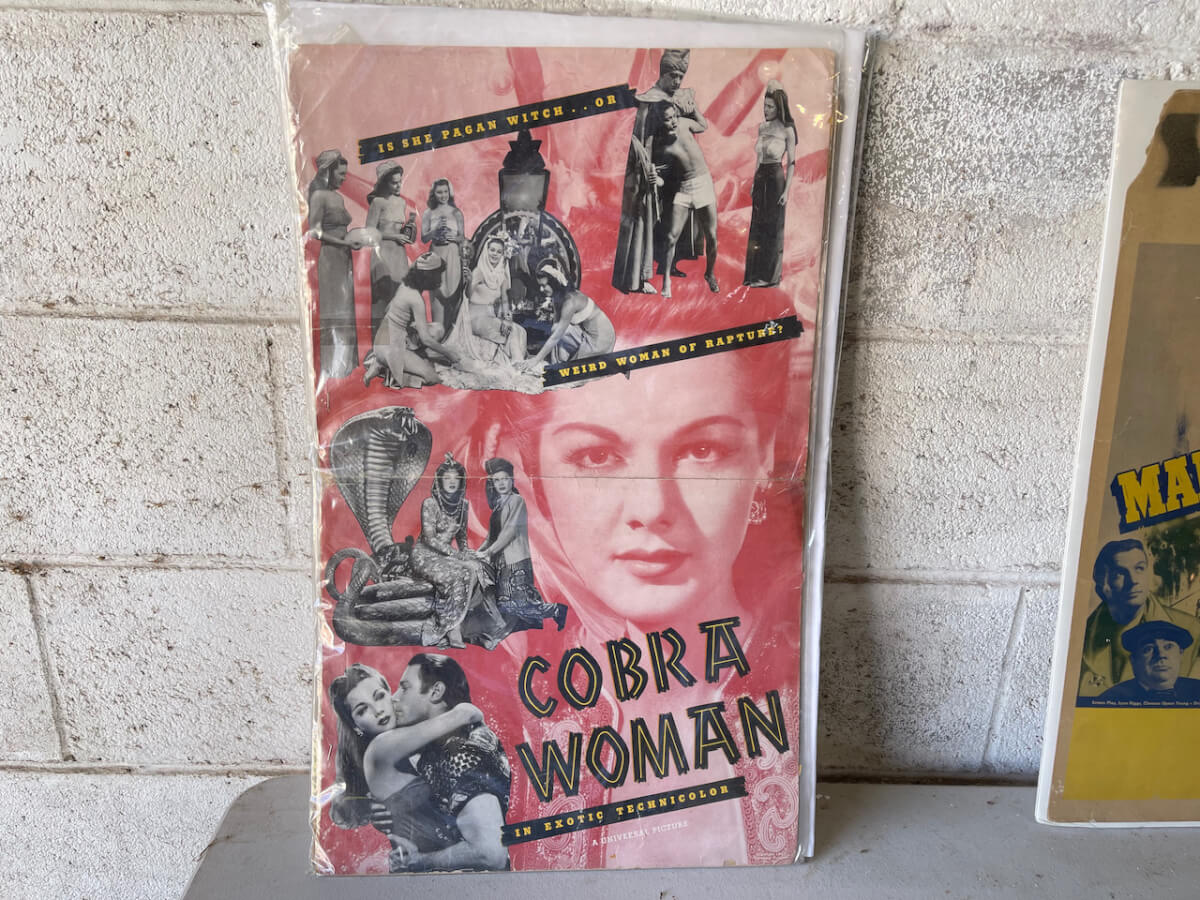 IS SHE PAGAN WITCH . . OR
WEIRD WOMAN OF RAPTURE?
COBRA
WOMAN
IN EXOTIC TECHNICOLOR
A UNIVERSAL PICTURE
MA